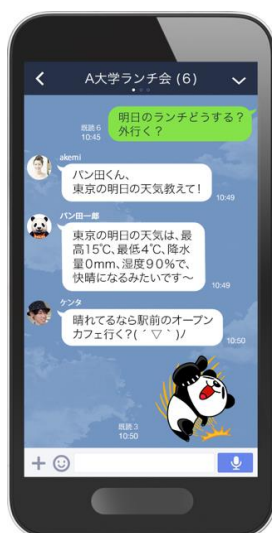 A大学ランチ会 (6)
明日のランチどうする?
外行く?
既読 6
10:45
akemi
パン田くん、
東京の明日の天気教えて!
10:49
パン田一郎
東京の明日の天気は、最
高15℃、最低4℃、降水
量0mm、湿度90%で、
快晴になるみたいです〜
10:49
ケンタ
晴れてるなら駅前のオープン
カフェ行く?( ´ ▽ ` )ﾉ
10:50
既読 3
10:50